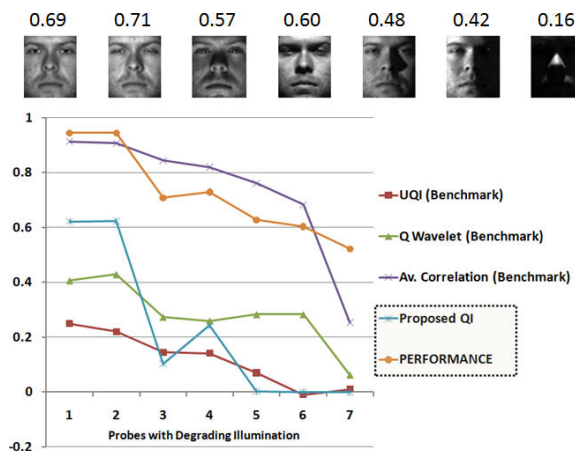 0.69 0.71 0.57 0.60 0.48 0.42 0.16
1
0.8
0.6
0.4
0.2
0
-0.2
1 2 3 4 5 6 7
Probes with Degrading Illumination
UQI (Benchmark)
Q Wavelet (Benchmark)
Av. Correlation (Benchmark)
Proposed QI
PERFORMANCE